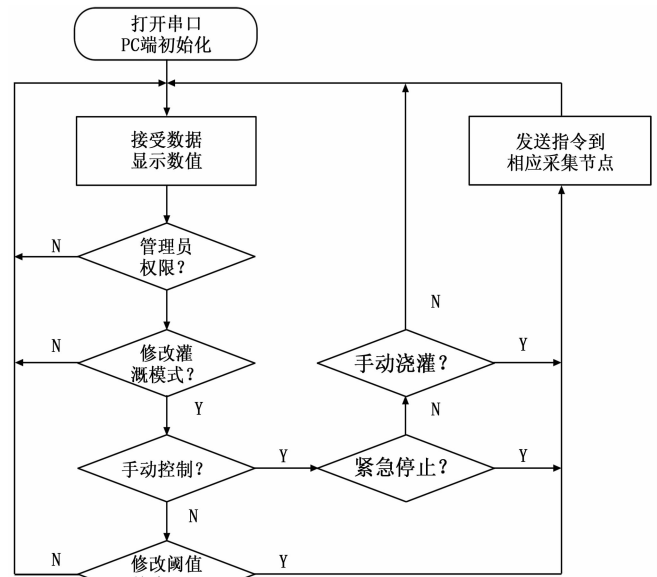 打开串口
PC端初始化
接受数据
显示数值
发送指令到
相应采集节点
N
管理员
权限?
N
N
修改灌
溉模式?
手动浇灌?
Y
Y
N
手动控制?
Y
紧急停止?
Y
N
N
修改阈值
Y